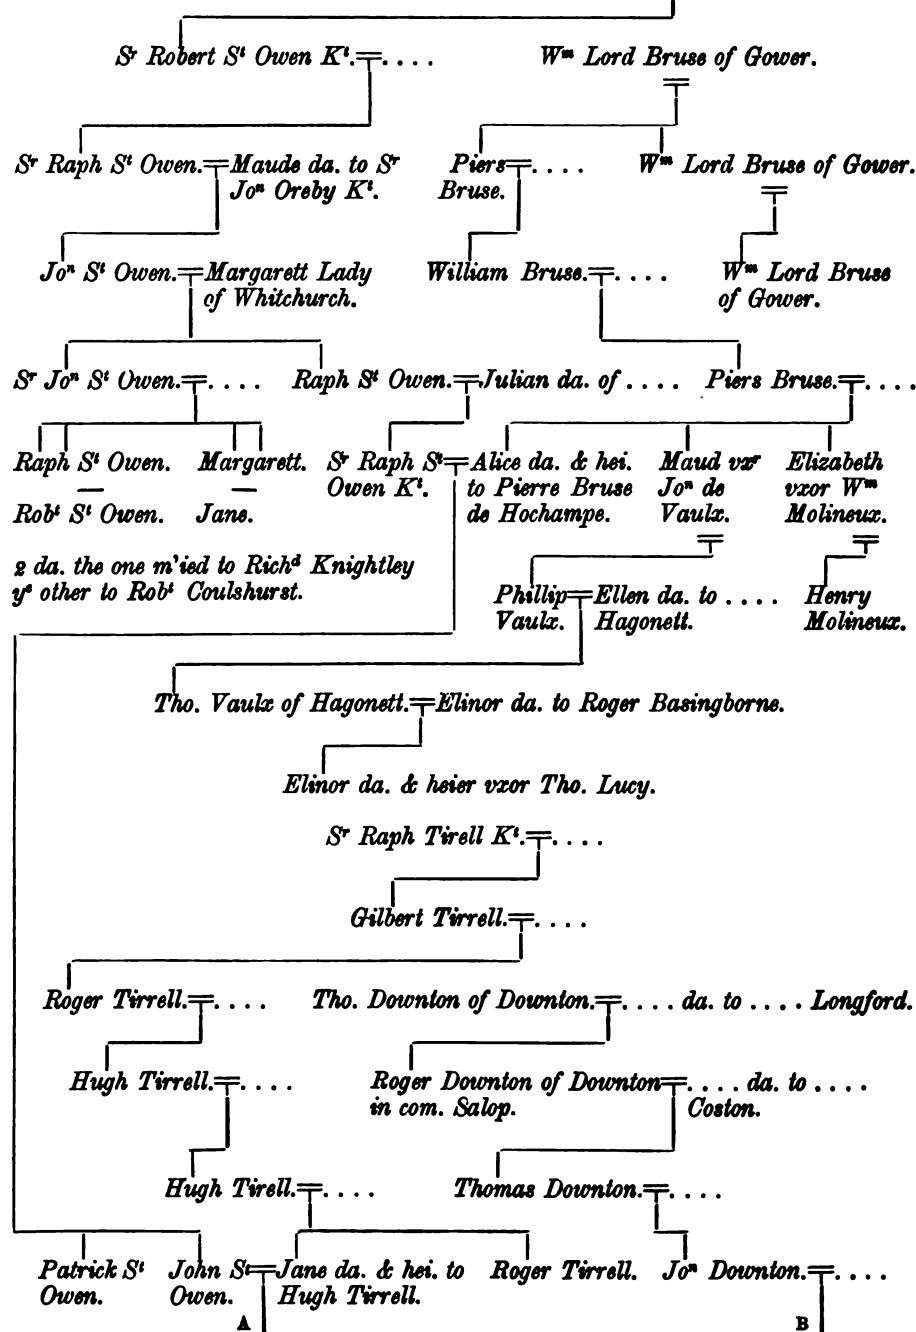 Sʳ Robert Sᵗ Owen Kᵗ.=.... Wᵐ Lord Bruse of Gower.
Sʳ Raph Sᵗ Owen.=Maude da. to Sʳ Piers=.... Wᵐ Lord Bruse of Gower.
Joⁿ Oreby Kᵗ. Bruse.
Joⁿ Sᵗ Owen.=Margarett Lady William Bruse.=.... Wᵐ Lord Bruse
of Whitchurch. of Gower.
Sʳ Joⁿ Sᵗ Owen.=.... Raph Sᵗ Owen.=Julian da. of .... Piers Bruse.=....
Raph Sᵗ Owen. Margarett. Sʳ Raph Sᵗ=Alice da. & hei. Maud vxʳ Elizabeth
Owen Kᵗ. to Pierre Bruse Joⁿ de vxor Wᵐ
Robᵗ Sᵗ Owen. Jane. de Hochampe. Vaulx. Molineux.
2 da. the one m'ied to Richᵈ Knightley
yᵉ other to Robᵗ Coulshurst.
Phillip=Ellen da. to .... Henry
Vaulx. Hagonett. Molineux.
Tho. Vaulx of Hagonett.=Elinor da. to Roger Basingborne.
Elinor da. & heier vxor Tho. Lucy.
Sʳ Raph Tirell Kᵗ.=....
Gilbert Tirrell.=....
Roger Tirrell.=.... Tho. Downton of Downton.=.... da. to .... Longford.
Hugh Tirrell.=.... Roger Downton of Downton=.... da. to ....
in com. Salop. Coston.
Hugh Tirell.=.... Thomas Downton.=....
Patrick Sᵗ John Sᵗ=Jane da. & hei. to Roger Tirrell. Joⁿ Downton.=....
Owen. Owen. Hugh Tirrell.
A B